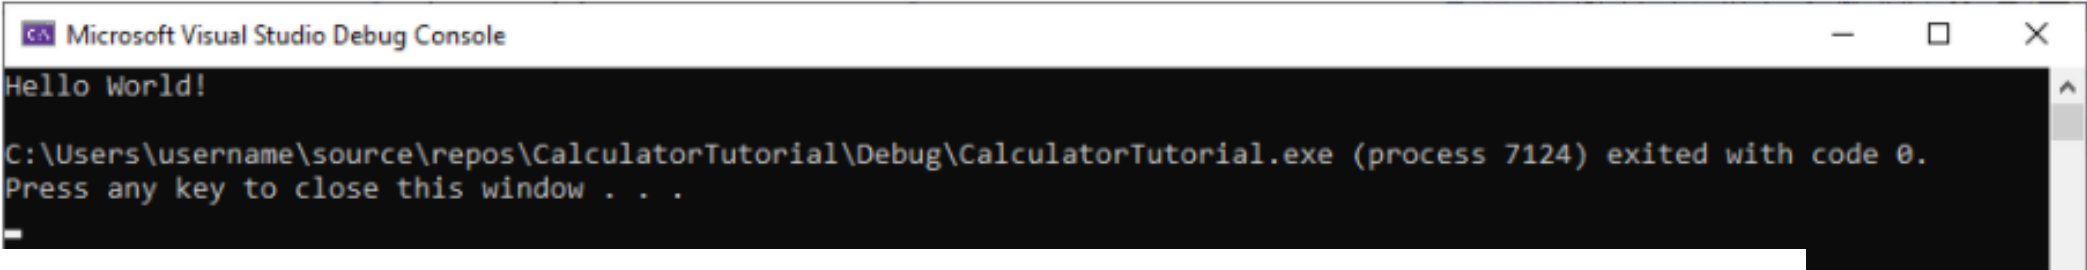 C:\ Microsoft Visual Studio Debug Console
Hello World!
C:\Users\username\source\repos\CalculatorTutorial\Debug\CalculatorTutorial.exe (process 7124) exited with code 0.
Press any key to close this window . . .